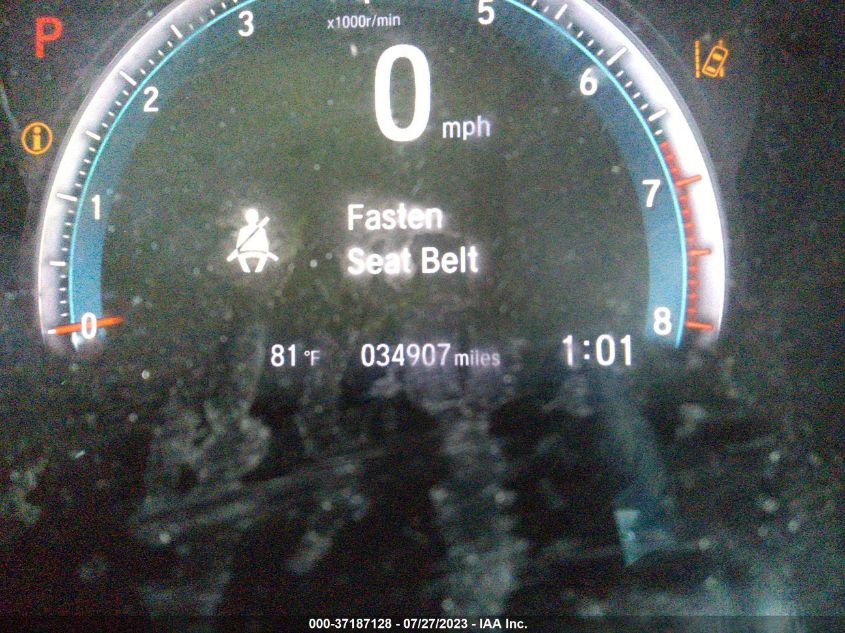 P
3
5
x1000r/min
0
mph
2
6
i
1
7
Fasten
Seat Belt
0
8
81°F 034907 miles 1:01
000-37187128 - 07/27/2023 - IAA Inc.